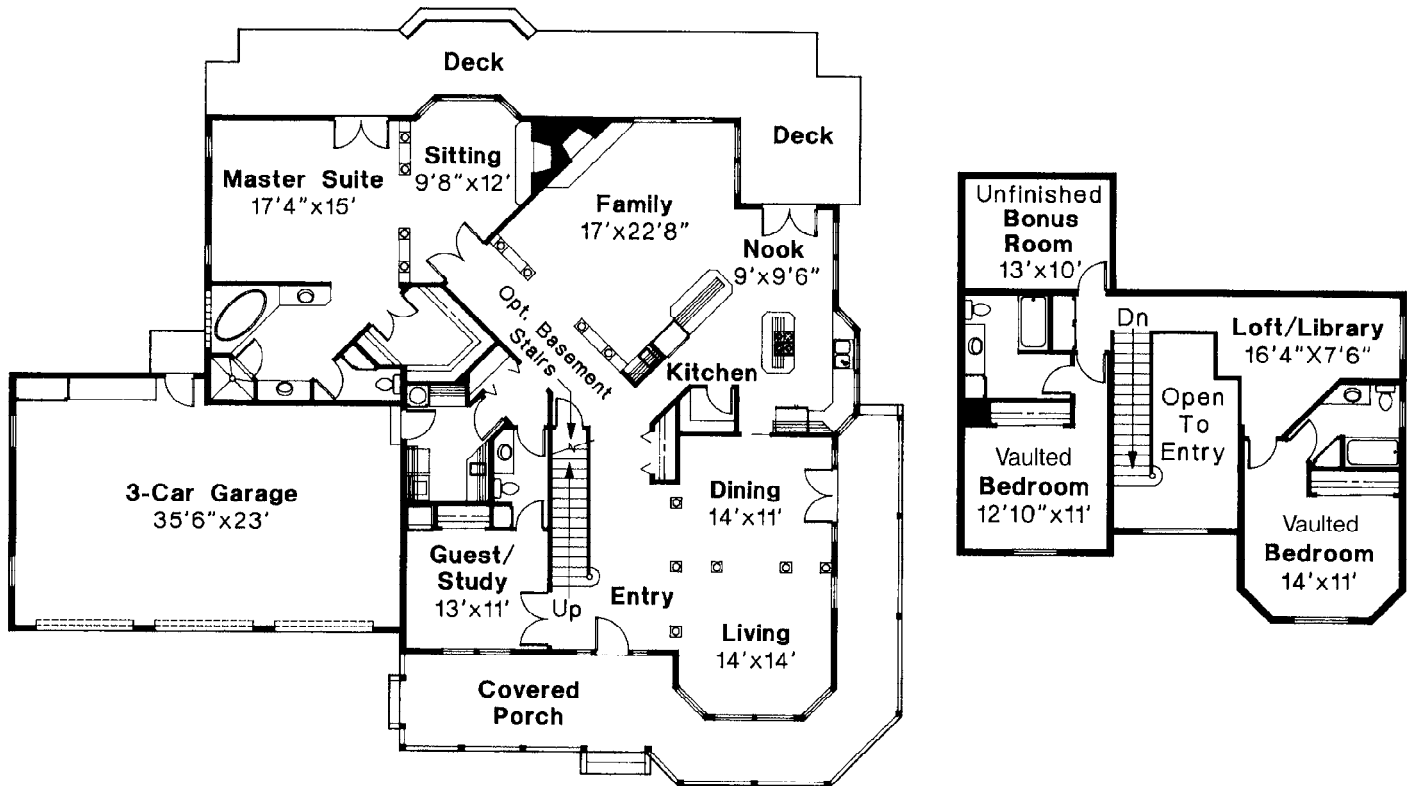 Deck
Deck
Master Suite
17'4"x15'
Sitting
9'8"x12'
Family
17'x22'8"
Nook
9'x9'6"
Opt. Basement
Stairs
Kitchen
3-Car Garage
35'6"x23'
Dining
14'x11'
Guest/
Study
13'x11'
Up
Entry
Living
14'x14'
Covered
Porch
Unfinished
Bonus
Room
13'x10'
Dn
Loft/Library
16'4"X7'6"
Open
To
Entry
Vaulted
Bedroom
12'10"x11'
Vaulted
Bedroom
14'x11'